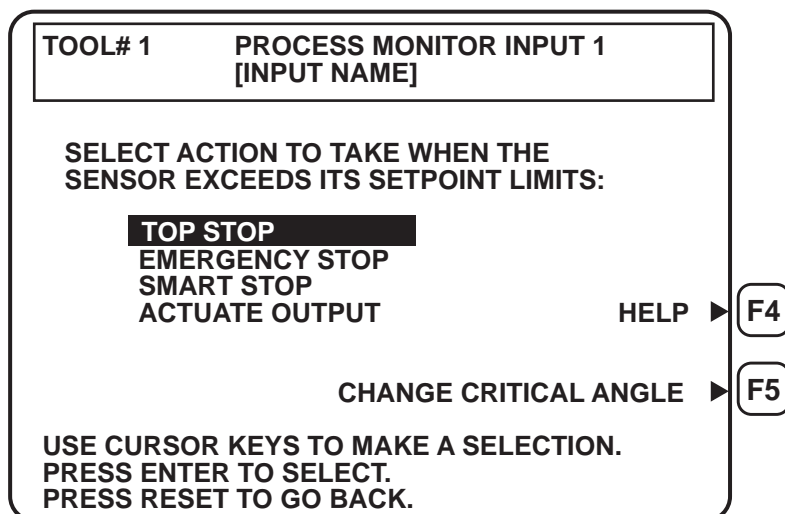 TOOL# 1 PROCESS MONITOR INPUT 1
[INPUT NAME]
SELECT ACTION TO TAKE WHEN THE
SENSOR EXCEEDS ITS SETPOINT LIMITS:
TOP STOP
EMERGENCY STOP
SMART STOP
ACTUATE OUTPUT HELP F4
CHANGE CRITICAL ANGLE F5
USE CURSOR KEYS TO MAKE A SELECTION.
PRESS ENTER TO SELECT.
PRESS RESET TO GO BACK.